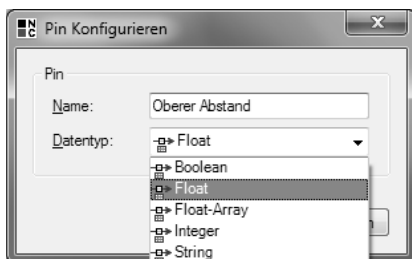 Pin Konfigurieren
Pin
Name: Oberer Abstand
Datentyp: Float
Boolean
Float
Float-Array
Integer
String